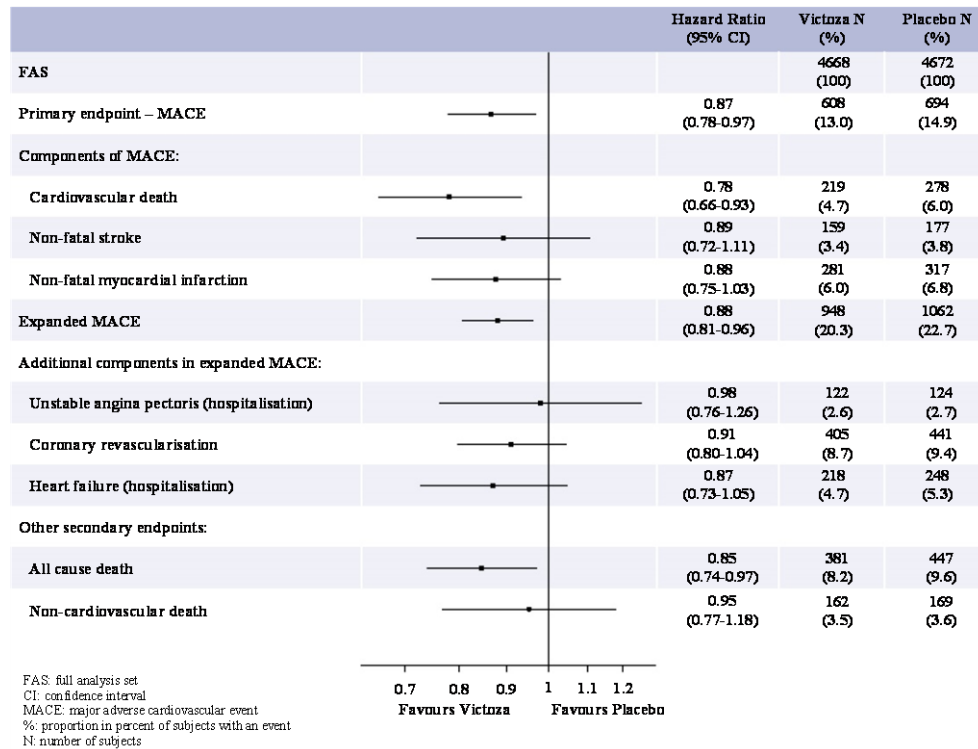 Hazard Ratio Victoza N Placebo N
(95% CI) (%) (%)
FAS 4668 4672
(100) (100)
Primary endpoint – MACE 0.87 608 694
(0.78-0.97) (13.0) (14.9)
Components of MACE:
Cardiovascular death 0.78 219 278
(0.66-0.93) (4.7) (6.0)
Non-fatal stroke 0.89 159 177
(0.72-1.11) (3.4) (3.8)
Non-fatal myocardial infarction 0.88 281 317
(0.75-1.03) (6.0) (6.8)
Expanded MACE 0.88 948 1062
(0.81-0.96) (20.3) (22.7)
Additional components in expanded MACE:
Unstable angina pectoris (hospitalisation) 0.98 122 124
(0.76-1.26) (2.6) (2.7)
Coronary revascularisation 0.91 405 441
(0.80-1.04) (8.7) (9.4)
Heart failure (hospitalisation) 0.87 218 248
(0.73-1.05) (4.7) (5.3)
Other secondary endpoints:
All cause death 0.85 381 447
(0.74-0.97) (8.2) (9.6)
Non-cardiovascular death 0.95 162 169
(0.77-1.18) (3.5) (3.6)
0.7 0.8 0.9 1 1.1 1.2
Favours Victoza Favours Placebo
FAS: full analysis set
CI: confidence interval
MACE: major adverse cardiovascular event
%: proportion in percent of subjects with an event
N: number of subjects